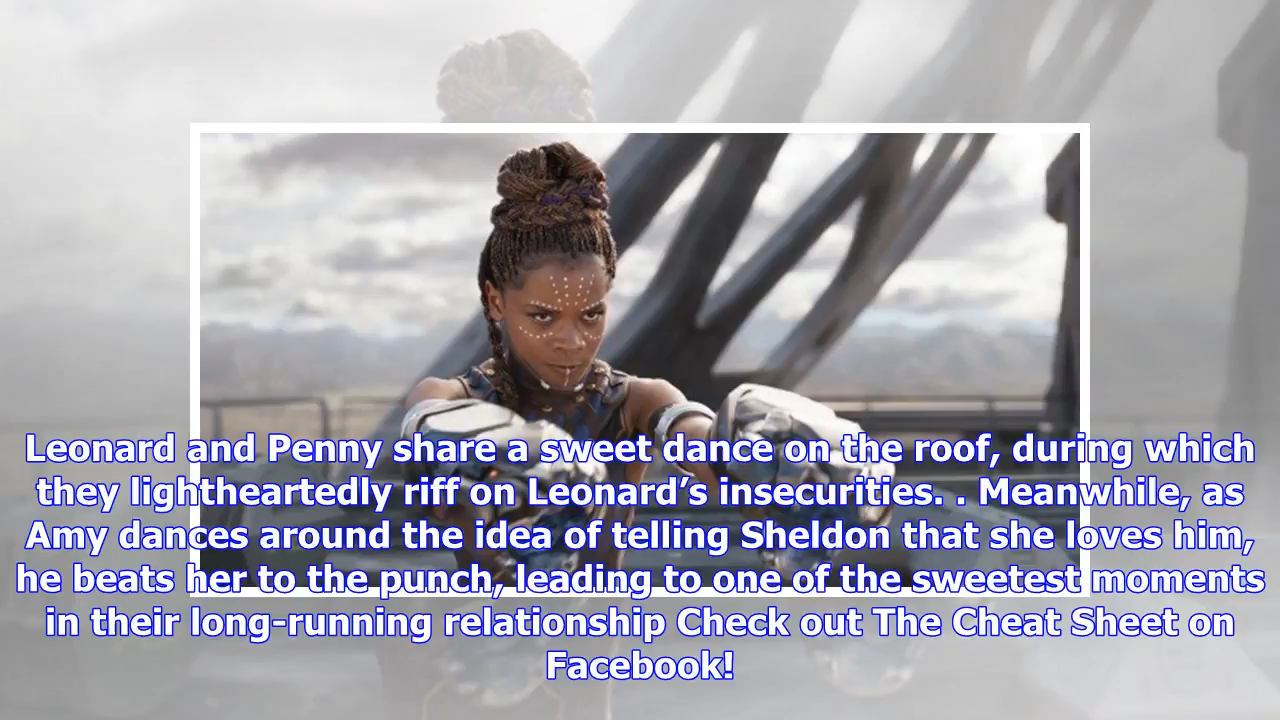 Leonard and Penny share a sweet dance on the roof, during which
they lightheartedly riff on Leonard’s insecurities. . Meanwhile, as
Amy dances around the idea of telling Sheldon that she loves him,
he beats her to the punch, leading to one of the sweetest moments
in their long-running relationship Check out The Cheat Sheet on
Facebook!